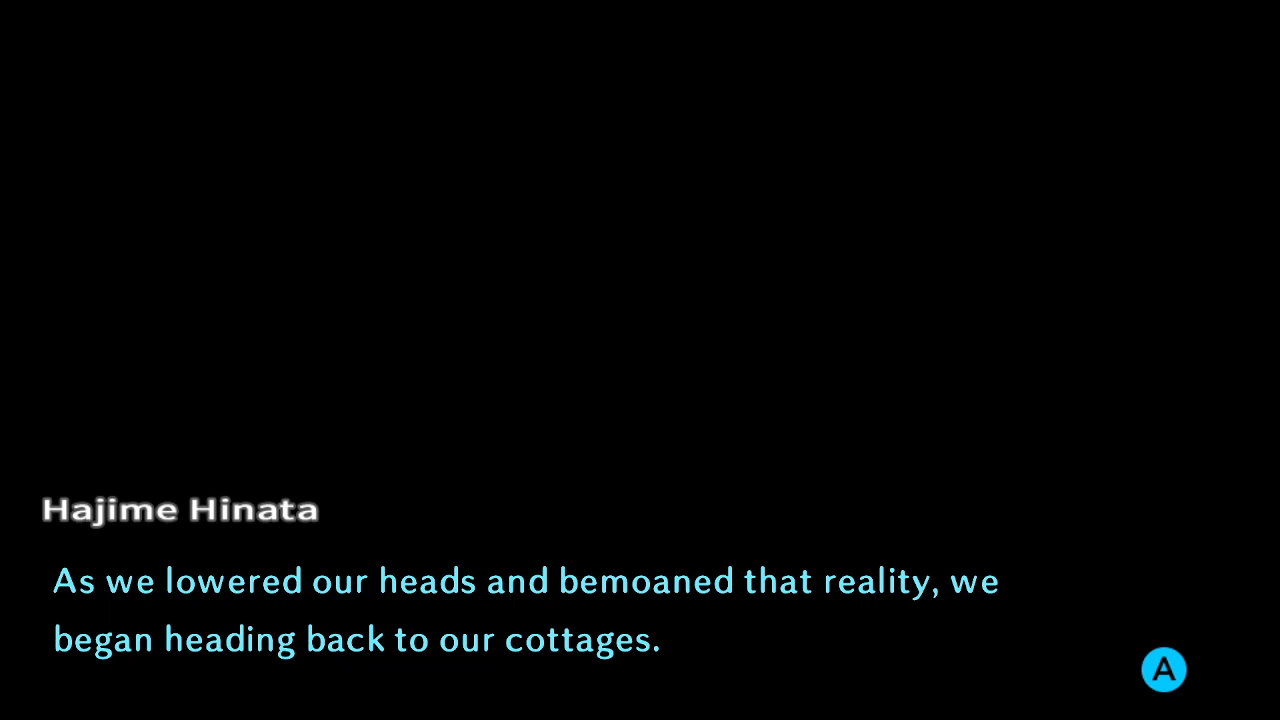 Hajime Hinata
As we lowered our heads and bemoaned that reality, we
began heading back to our cottages.
A